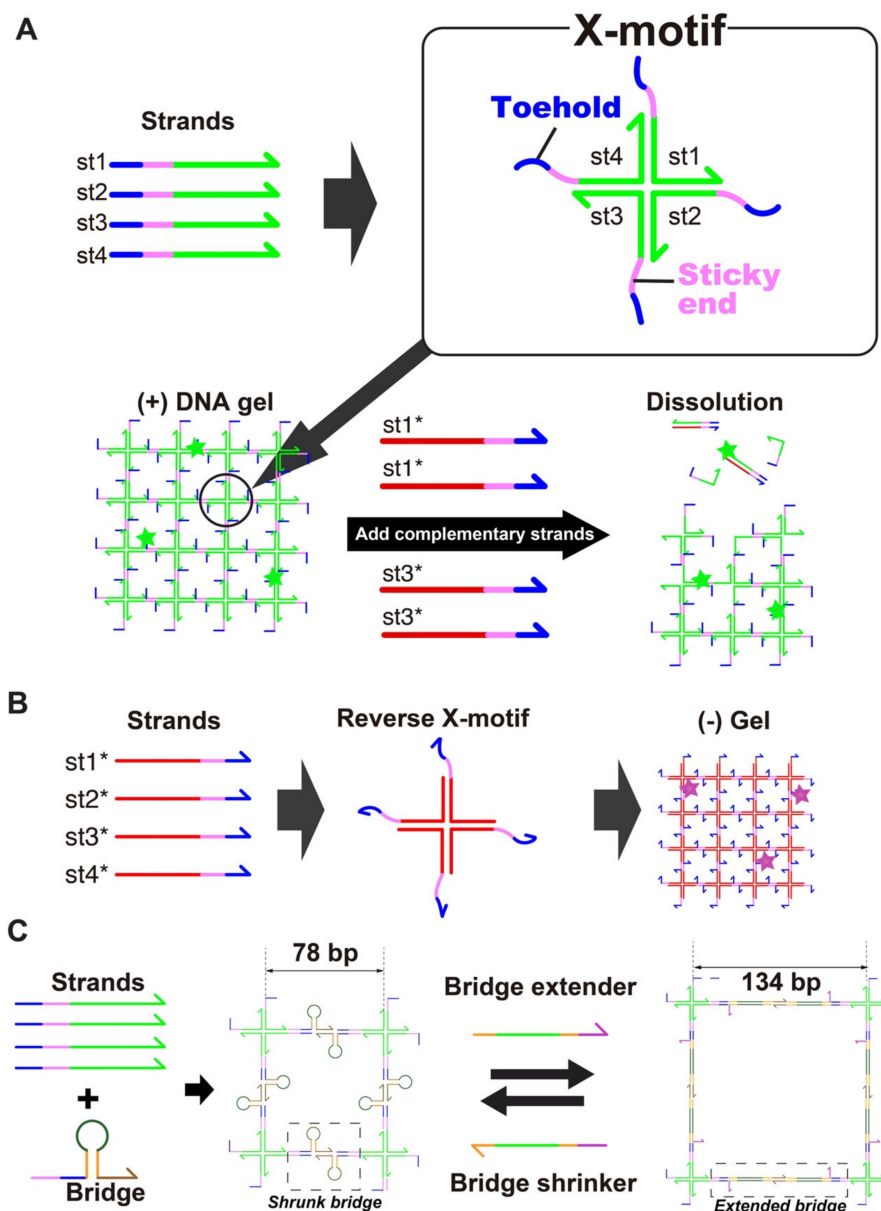 A
X-motif
Strands
st1
st2
st3
st4
Toehold
st4
st1
st3
st2
Sticky
end
(+) DNA gel
st1*
st1*
Add complementary strands
st3*
st3*
Dissolution
B
Strands
st1*
st2*
st3*
st4*
Reverse X-motif
(-) Gel
C
Strands
+
Bridge
78 bp
Shrunk bridge
Bridge extender
Bridge shrinker
134 bp
Extended bridge